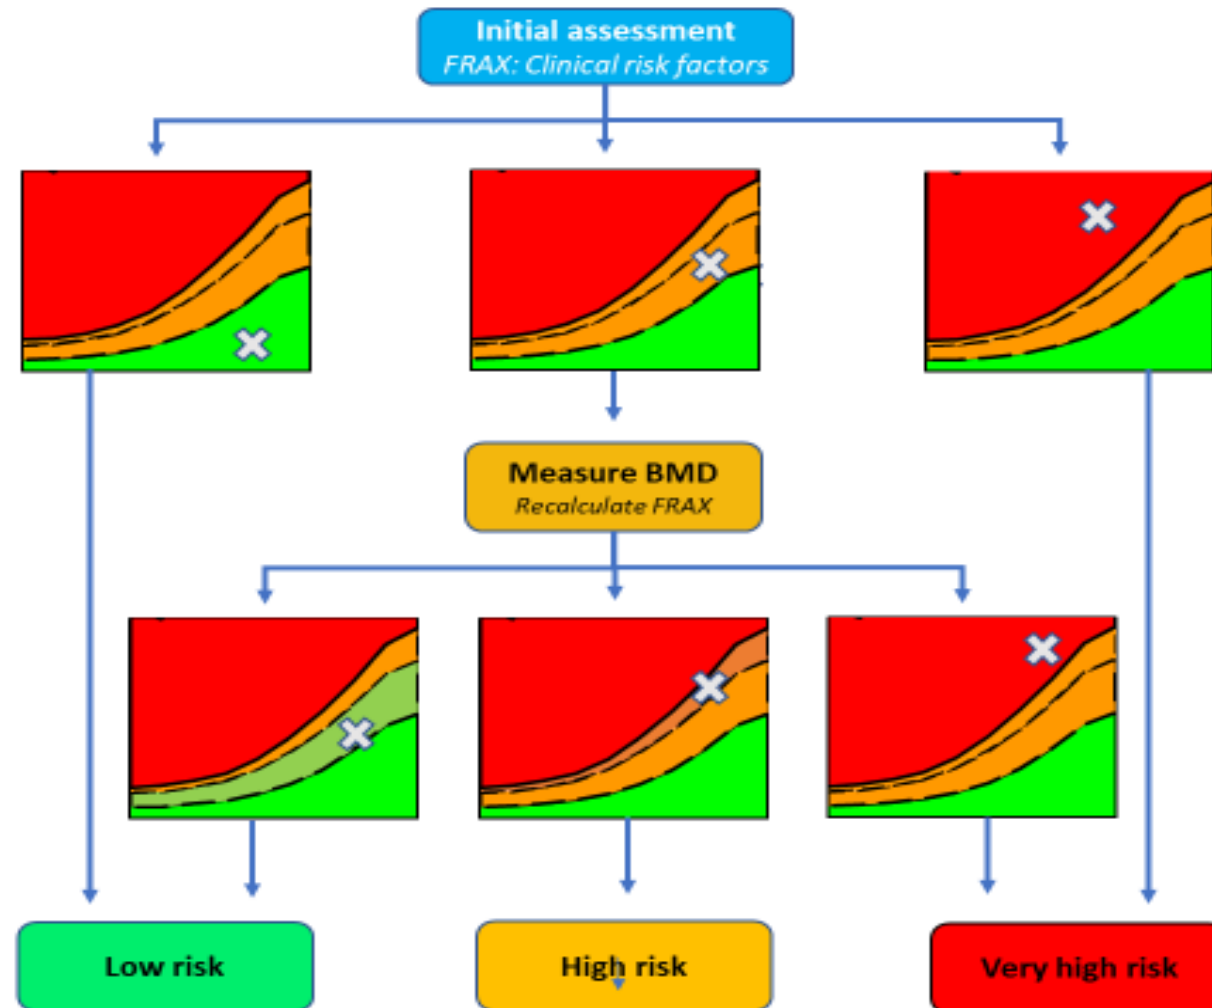 Initial assessment
FRAX: Clinical risk factors
Measure BMD
Recalculate FRAX
Low risk
High risk
Very high risk